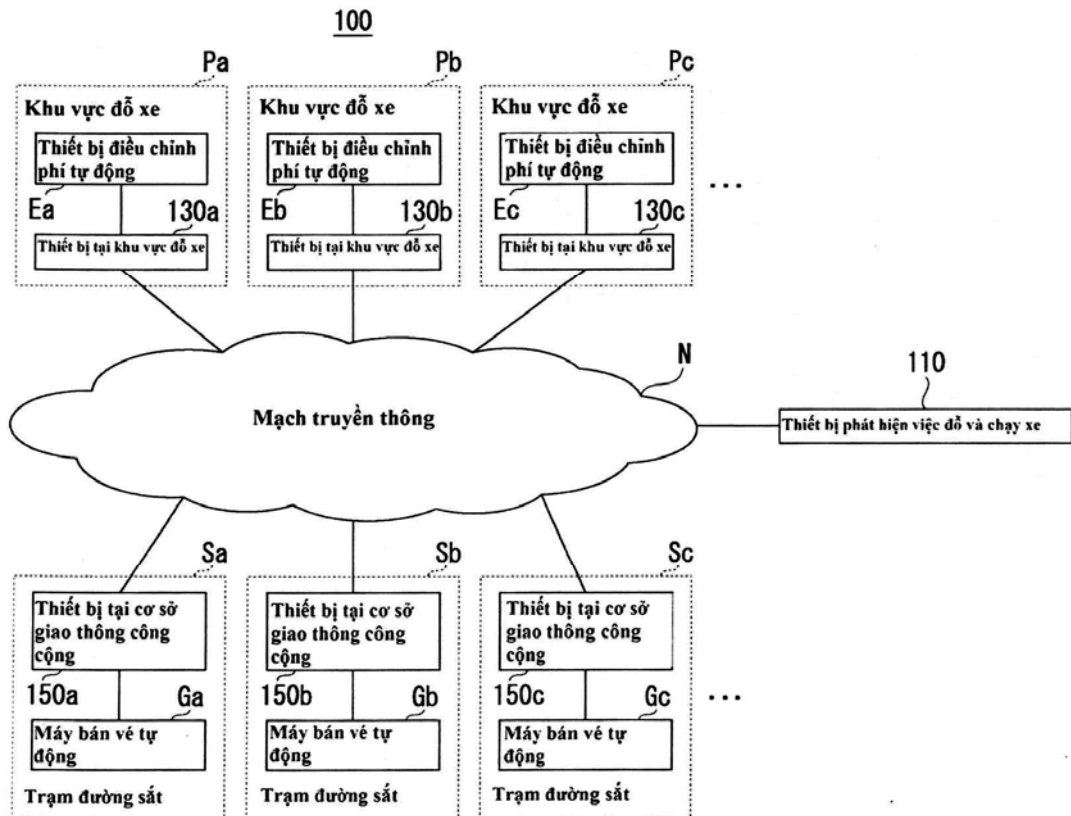 100
Pa
Pb
Pc
Khu vực đỗ xe
Khu vực đỗ xe
Khu vực đỗ xe
Thiết bị điều chỉnh
phí tự động
Thiết bị điều chỉnh
phí tự động
Thiết bị điều chỉnh
phí tự động
...
Ea
130a
Eb
130b
Ec
130c
Thiết bị tại khu vực đỗ xe
Thiết bị tại khu vực đỗ xe
Thiết bị tại khu vực đỗ xe
N
110
Mạch truyền thông
Thiết bị phát hiện việc đỗ và chạy xe
Sa
Sb
Sc
Thiết bị tại cơ sở
giao thông công
cộng
Thiết bị tại cơ sở
giao thông công
cộng
Thiết bị tại cơ sở
giao thông công
cộng
150a
Ga
150b
Gb
150c
Gc
...
Máy bán vé tự
động
Máy bán vé tự
động
Máy bán vé tự
động
Trạm đường sắt
Trạm đường sắt
Trạm đường sắt